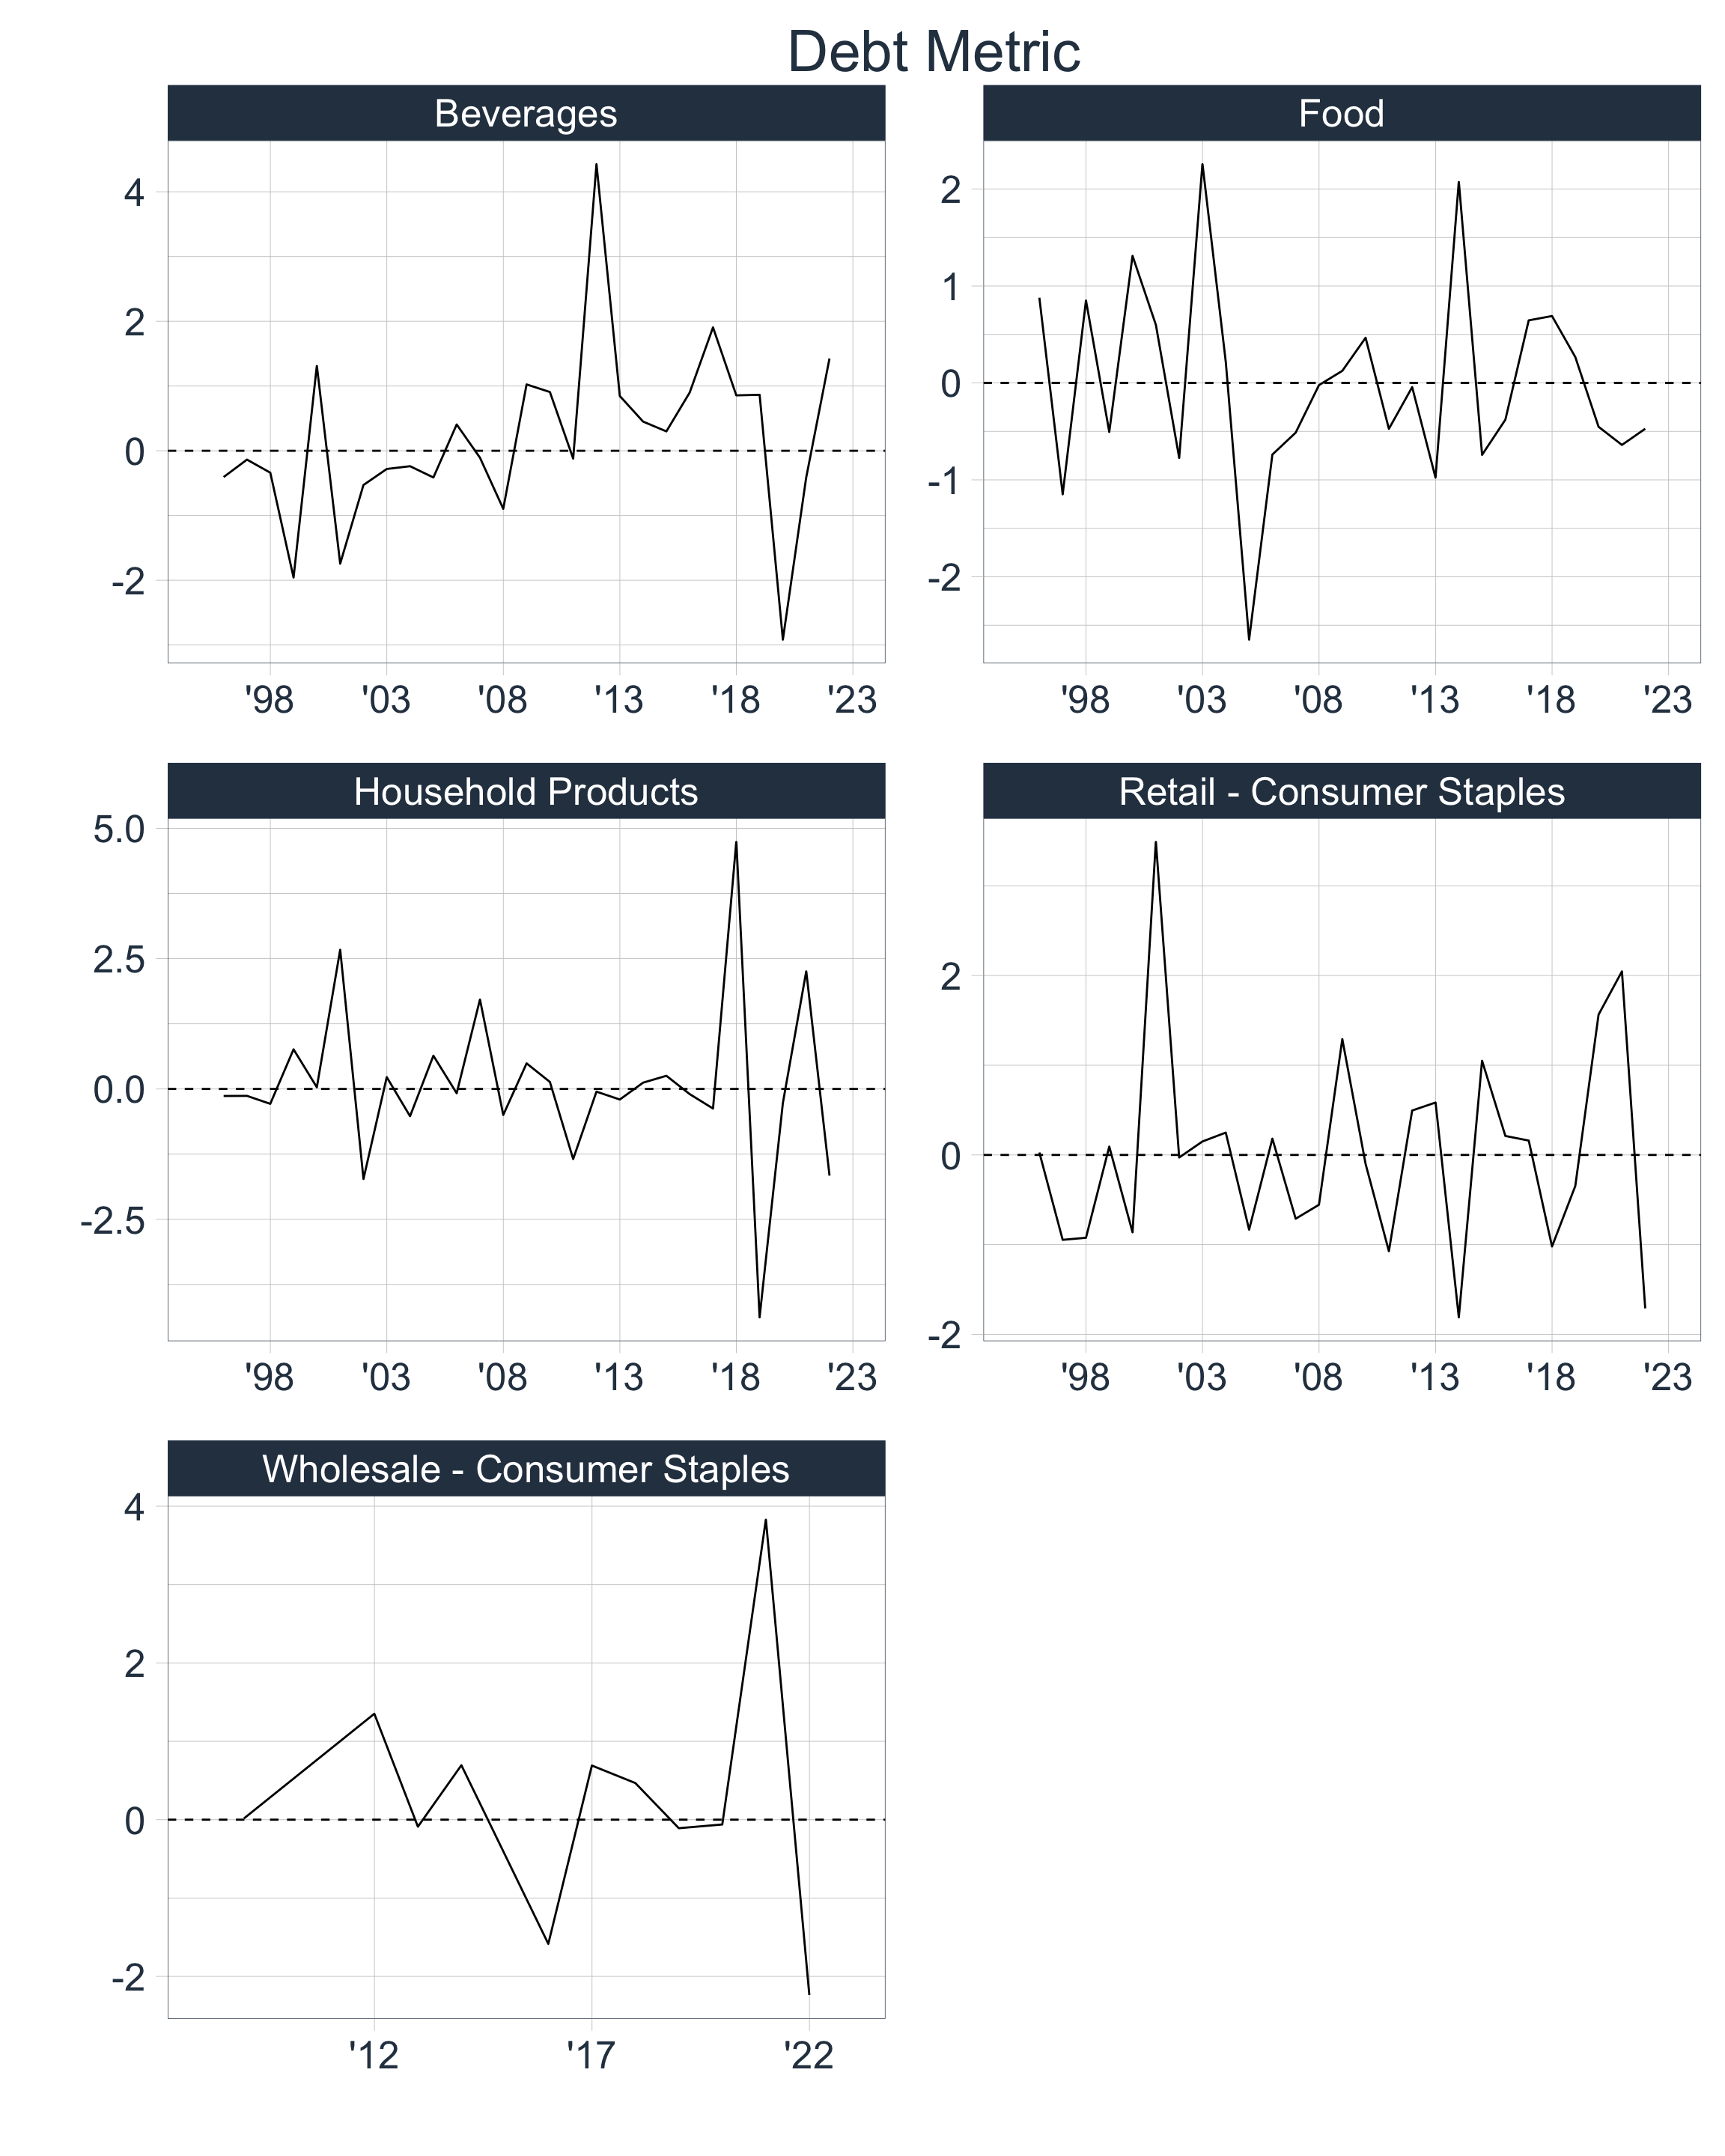 Debt Metric
Beverages
4
2
0
-2
'98 '03 '08 '13 '18 '23
Food
2
1
0
-1
-2
'98 '03 '08 '13 '18 '23
Household Products
5.0
2.5
0.0
-2.5
'98 '03 '08 '13 '18 '23
Retail - Consumer Staples
2
0
-2
'98 '03 '08 '13 '18 '23
Wholesale - Consumer Staples
4
2
0
-2
'12 '17 '22